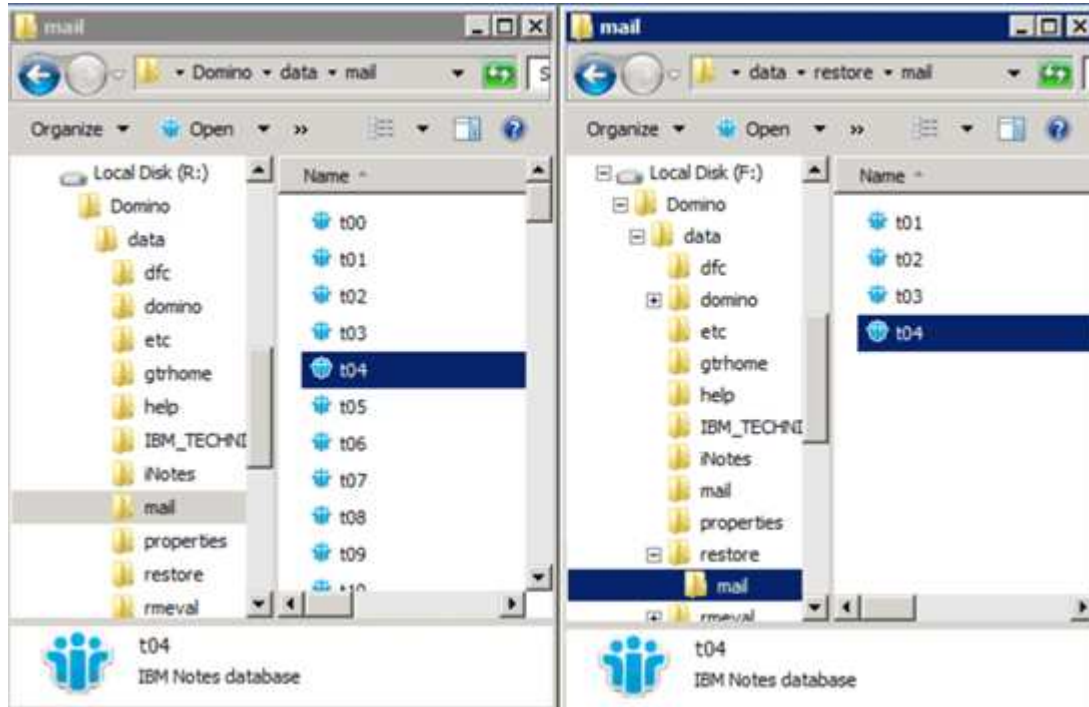 mail
Domino data mail
S
Organize Open »
Local Disk (R:)
Domino
data
dfc
domino
etc
gtrhome
help
IBM_TECHNI
iNotes
mail
properties
restore
rmeval
Name
t00
t01
t02
t03
t04
t05
t06
t07
t08
t09
t10
t04
IBM Notes database
mail
data restore mail
Organize Open »
Local Disk (F:)
Domino
data
dfc
domino
etc
gtrhome
help
IBM_TECHNI
iNotes
mail
properties
restore
mail
rmeval
Name
t01
t02
t03
t04
t04
IBM Notes database